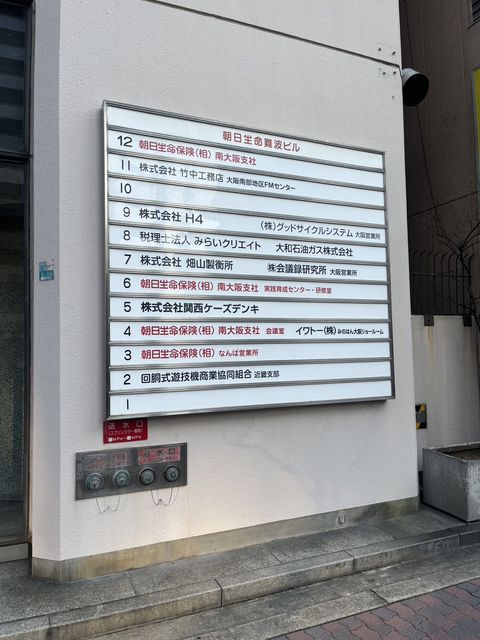 朝日生命難波ビル
12 朝日生命保険(相) 南大阪支社
11 株式会社 竹中工務店 大阪南部地区FMセンター
10
9 株式会社 H4 (株)グッドサイクルシステム 大阪営業所
8 税理士法人 みらいクリエイト 大和石油ガス株式会社
7 株式会社 畑山製衡所 ㈱会議録研究所 大阪営業所
6 朝日生命保険(相) 南大阪支社 実践育成センター・研修室
5 株式会社関西ケーズデンキ
4 朝日生命保険(相) 南大阪支社 会議室 イワトー(株) みのはん大阪ショールーム
3 朝日生命保険(相) なんば営業所
2 回胴式遊技機商業協同組合 近畿支部
1
送水口